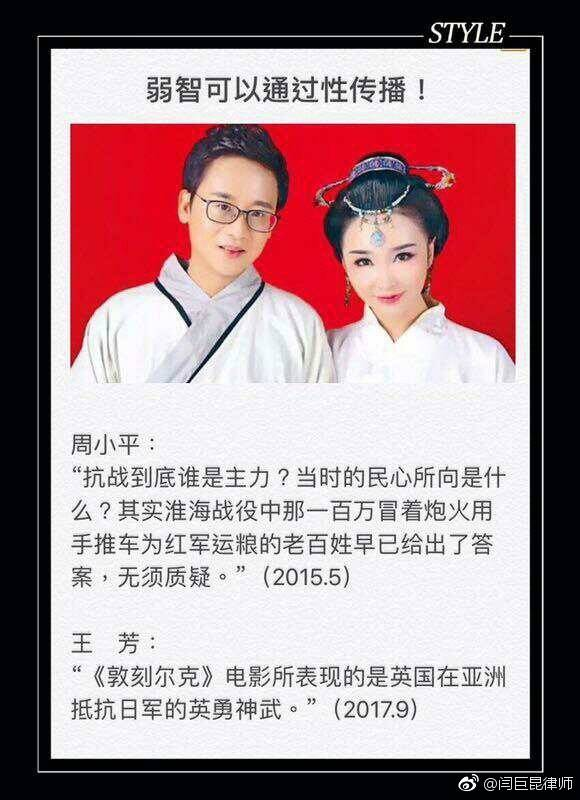 STYLE
弱智可以通过性传播！
周小平：
“抗战到底谁是主力？当时的民心所向是什
么？其实淮海战役中那一百万冒着炮火用
手推车为红军运粮的老百姓早已给出了答
案，无须质疑。”（2015.5）
王　芳：
“《敦刻尔克》电影所表现的是英国在亚洲
抵抗日军的英勇神武。”（2017.9）
@闫巨昆律师